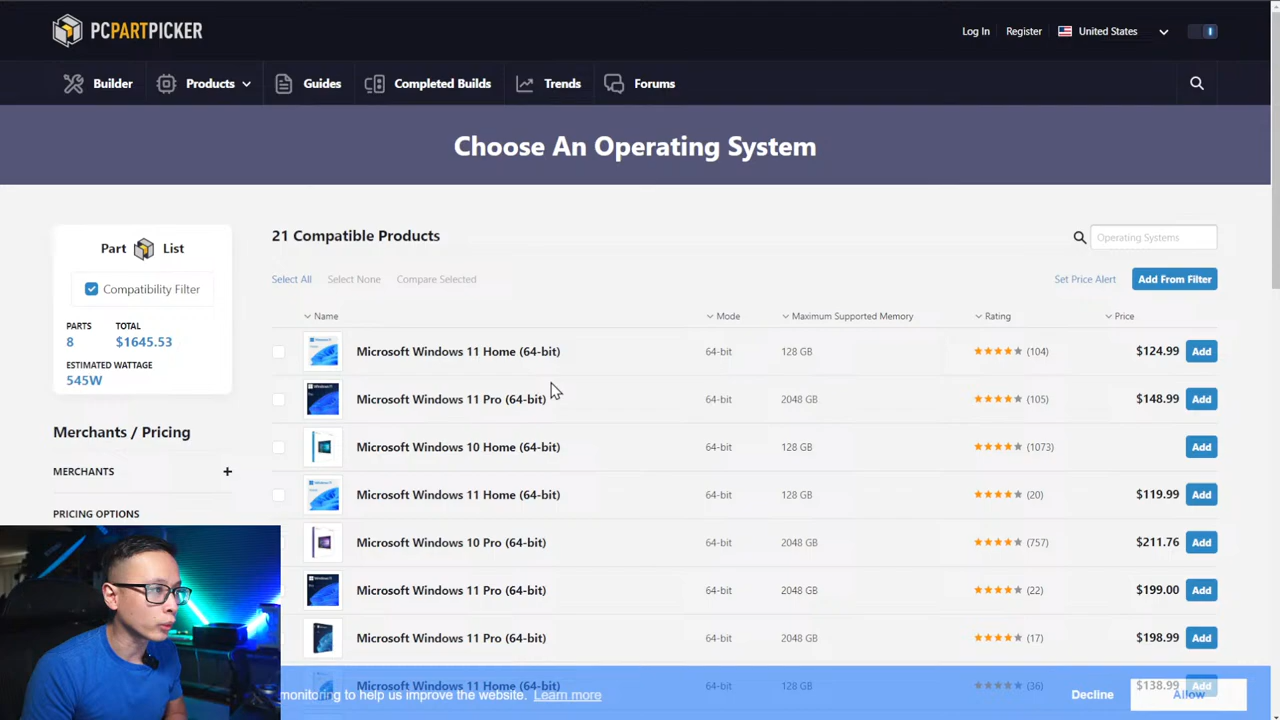 PCPARTPICKER
Log In Register United States
Builder Products Guides Completed Builds Trends Forums
Choose An Operating System
Part List
Compatibility Filter
PARTS TOTAL
8 $1645.53
ESTIMATED WATTAGE
545W
Merchants / Pricing
MERCHANTS +
PRICING OPTIONS
21 Compatible Products
Operating Systems
Select All Select None Compare Selected Set Price Alert Add From Filter
Name Mode Maximum Supported Memory Rating Price
Microsoft Windows 11 Home (64-bit) 64-bit 128 GB (104) $124.99 Add
Microsoft Windows 11 Pro (64-bit) 64-bit 2048 GB (105) $148.99 Add
Microsoft Windows 10 Home (64-bit) 64-bit 128 GB (1073) Add
Microsoft Windows 11 Home (64-bit) 64-bit 128 GB (20) $119.99 Add
Microsoft Windows 10 Pro (64-bit) 64-bit 2048 GB (757) $211.76 Add
Microsoft Windows 11 Pro (64-bit) 64-bit 2048 GB (22) $199.00 Add
Microsoft Windows 11 Pro (64-bit) 64-bit 2048 GB (17) $198.99 Add
Microsoft Windows 11 Home (64-bit) 64-bit 128 GB (36) $138.99 Add
monitoring to help us improve the website. Learn more Decline Allow